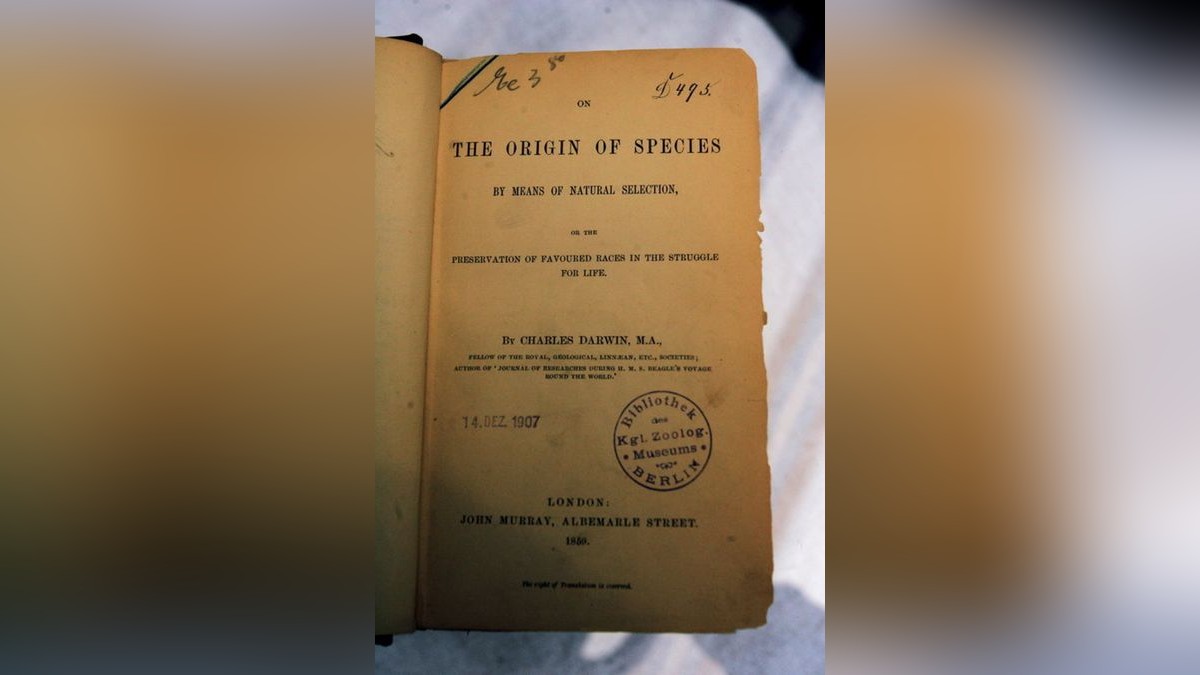 D 495.
ON
THE ORIGIN OF SPECIES
BY MEANS OF NATURAL SELECTION,
OR THE
PRESERVATION OF FAVOURED RACES IN THE STRUGGLE
FOR LIFE.
By CHARLES DARWIN, M.A.,
FELLOW OF THE ROYAL, GEOLOGICAL, LINNÆAN, ETC., SOCIETIES;
AUTHOR OF 'JOURNAL OF RESEARCHES DURING H. M. S. BEAGLE'S VOYAGE
ROUND THE WORLD.'
14. DEZ. 1907
Bibliothek
des
Kgl. Zoolog.
Museums
BERLIN
LONDON:
JOHN MURRAY, ALBEMARLE STREET.
1859.
The right of Translation is reserved.